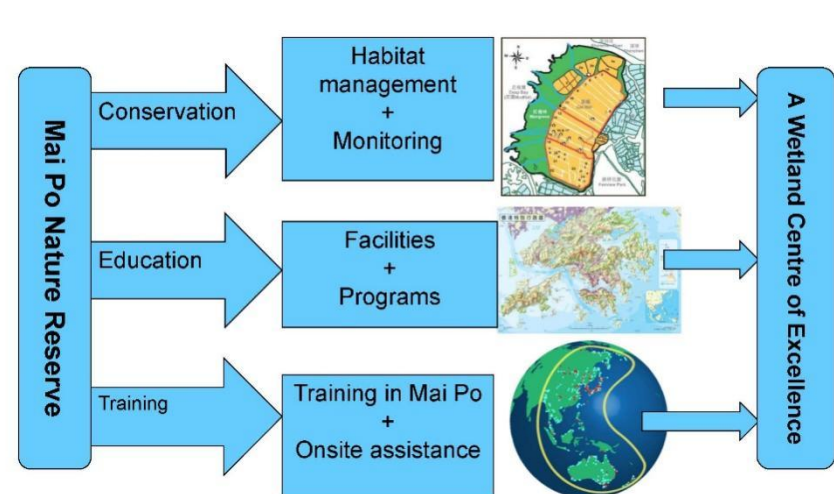 Mai Po Nature Reserve
Conservation
Habitat
management
+
Monitoring
Education
Facilities
+
Programs
Training
Training in Mai Po
+
Onsite assistance
A Wetland Centre of Excellence